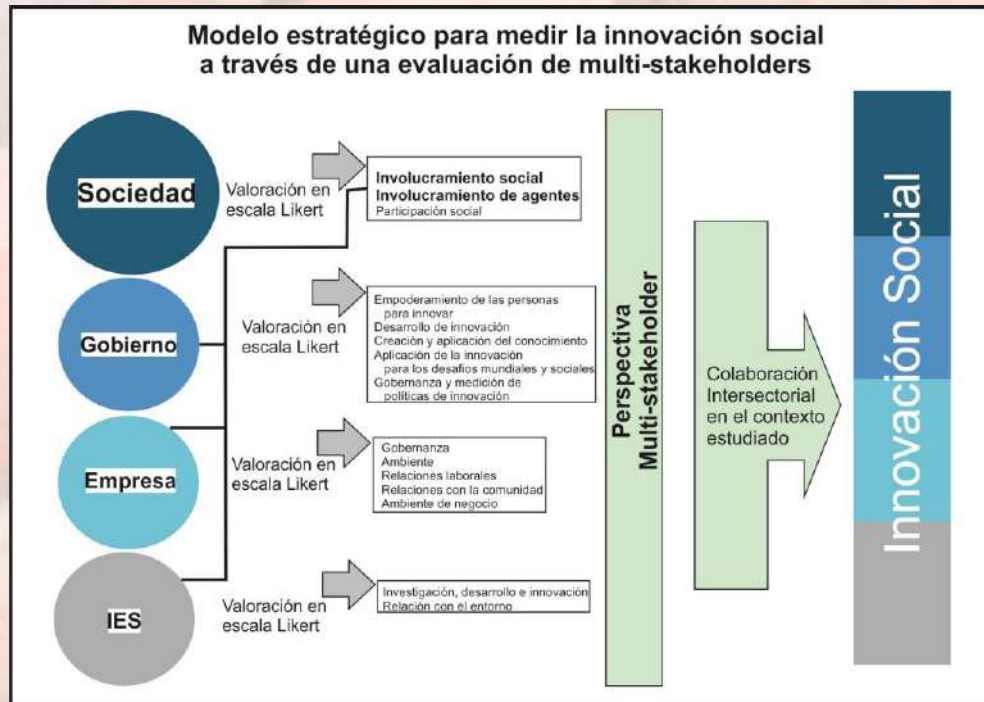 Modelo estratégico para medir la innovación social
a través de una evaluación de multi-stakeholders
Sociedad
Valoración en
escala Likert
Involucramiento social
Involucramiento de agentes
Participación social
Gobierno
Valoración en
escala Likert
Empoderamiento de las personas
para innovar
Desarrollo de innovación
Creación y aplicación del conocimiento
Aplicación de la innovación
para los desafios mundiales y sociales
Gobernanza y medición de
políticas de innovación
Empresa
Valoración en
escala Likert
Gobernanza
Ambiente
Relaciones laborales
Relaciones con la comunidad
Ambiente de negocio
IES
Valoración en
escala Likert
Investigación, desarrollo e innovación
Relación con el entorno
Perspectiva
Multi-stakeholder
Colaboración
Intersectorial
en el contexto
estudiado
Innovación Social